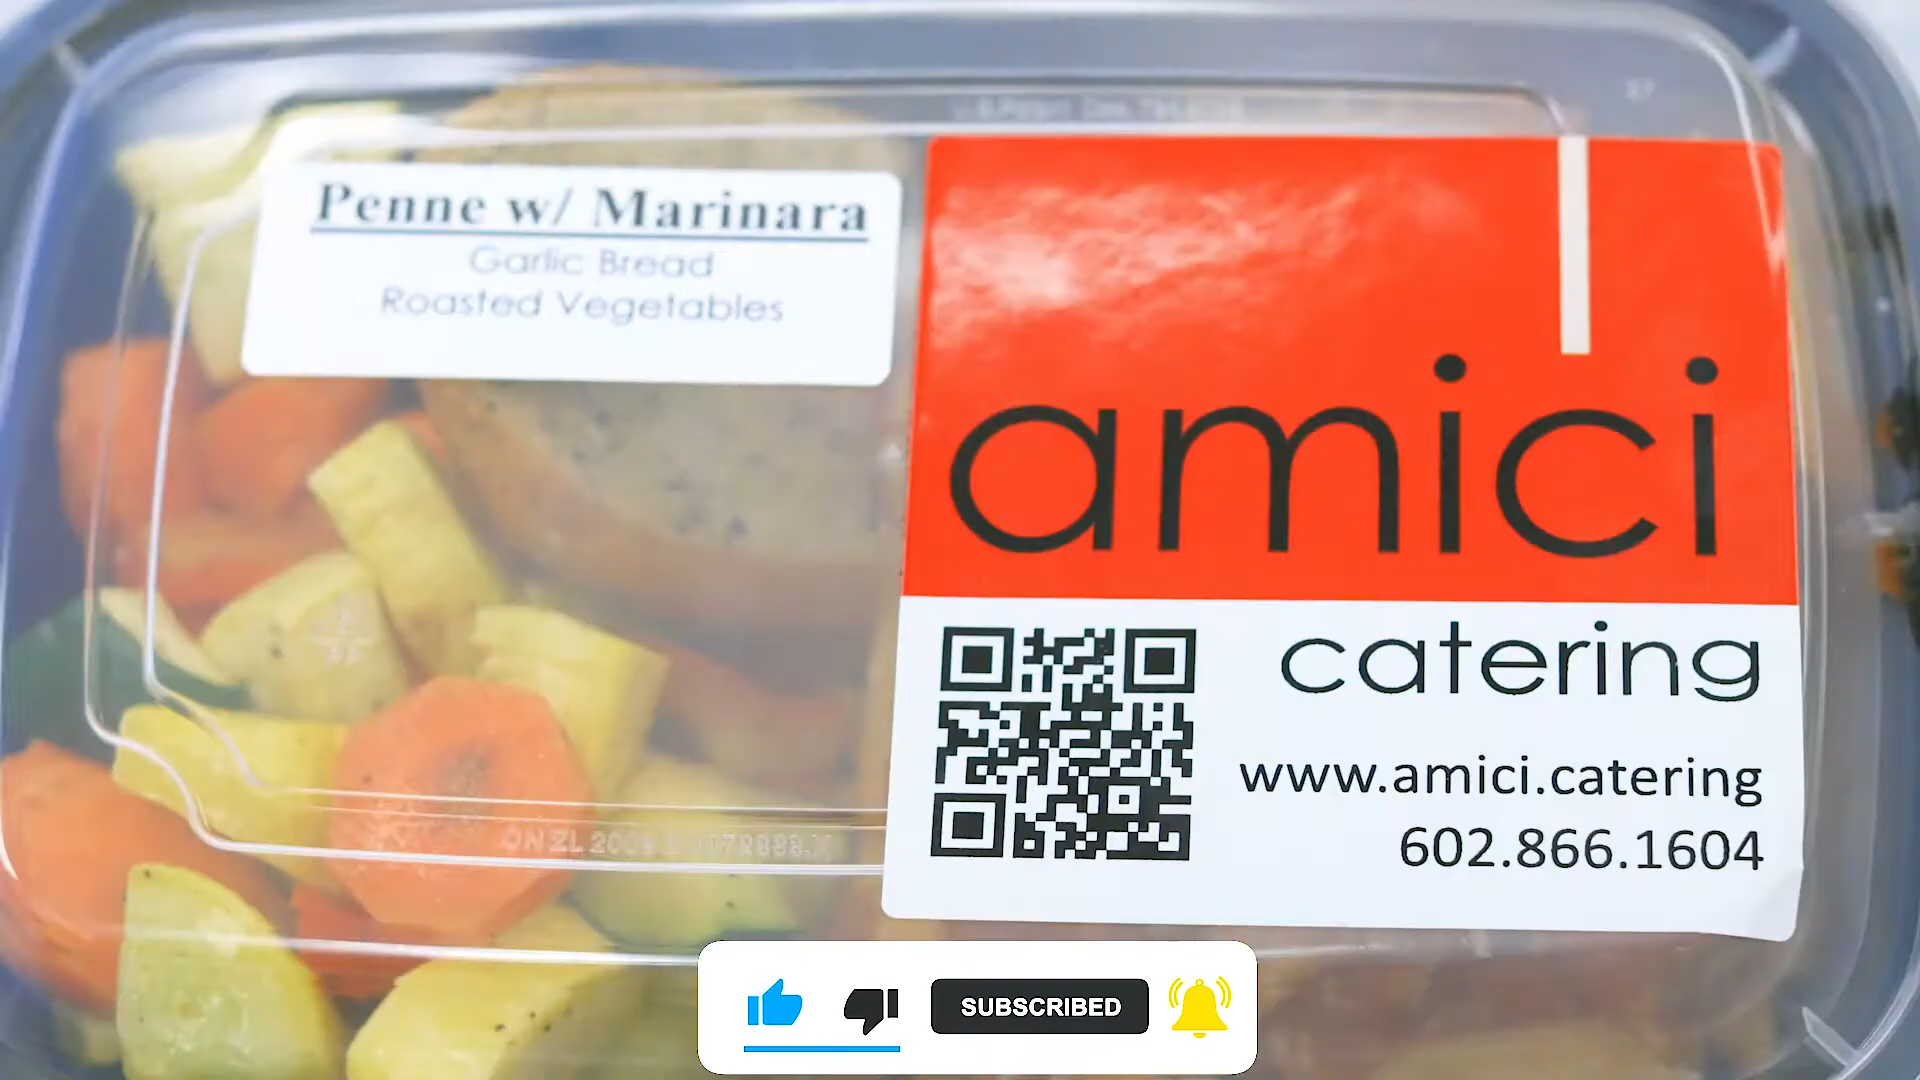 Penne w/ Marinara
Garlic Bread
Roasted Vegetables
amici
catering
www.amici.catering
602.866.1604
SUBSCRIBED